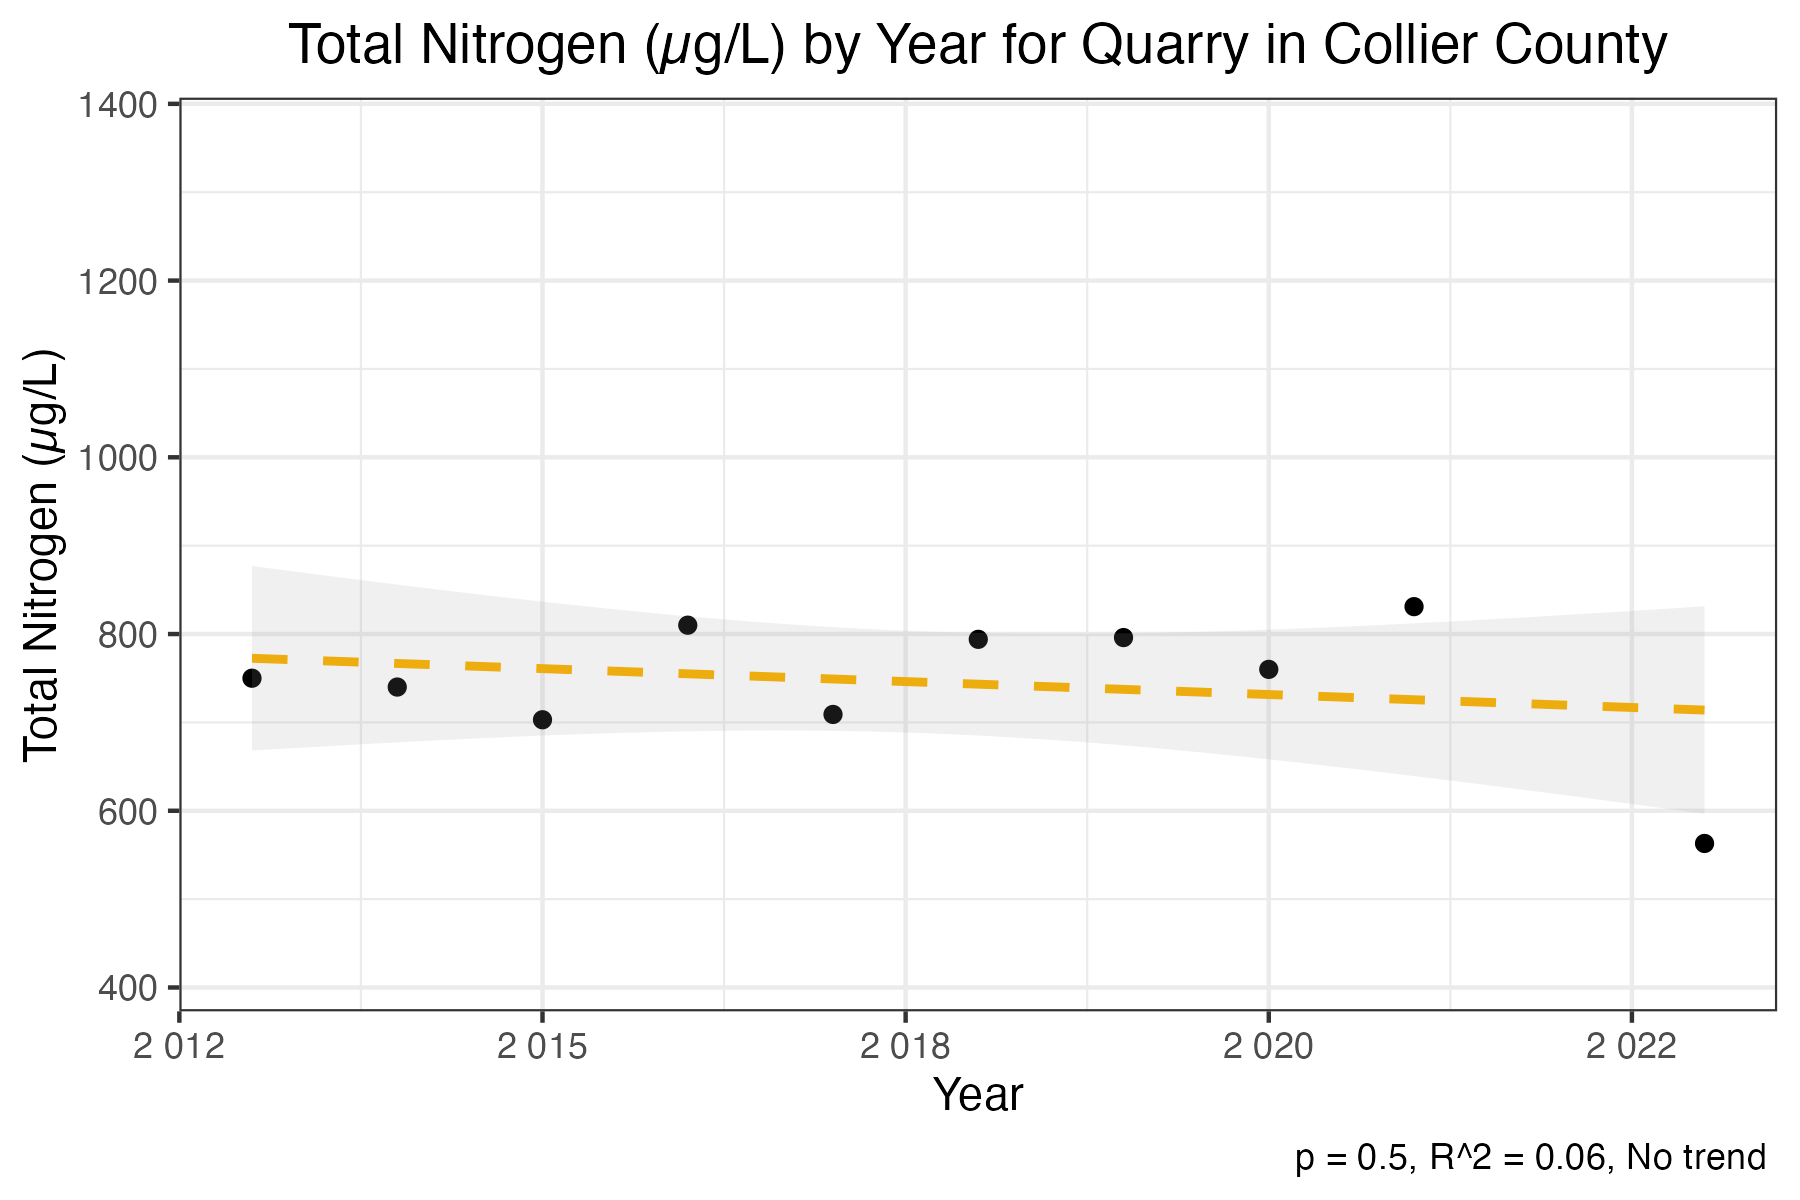 Total Nitrogen (µg/L) by Year for Quarry in Collier County
Total Nitrogen (µg/L)
1400
1200
1000
800
600
400
2 012 2 015 2 018 2 020 2 022
Year
p = 0.5, R^2 = 0.06, No trend